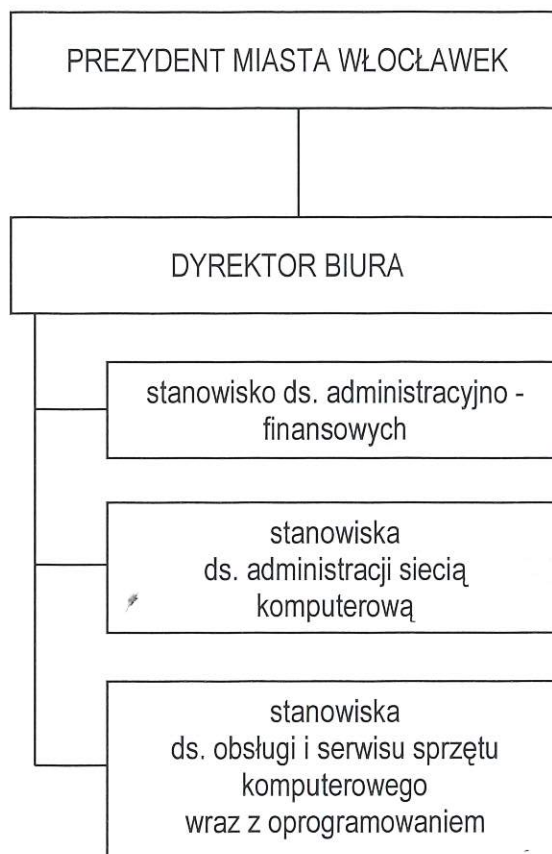 PREZYDENT MIASTA WŁOCŁAWEK
DYREKTOR BIURA
stanowisko ds. administracyjno -
finansowych
stanowiska
ds. administracji siecią
komputerową
stanowiska
ds. obsługi i serwisu sprzętu
komputerowego
wraz z oprogramowaniem